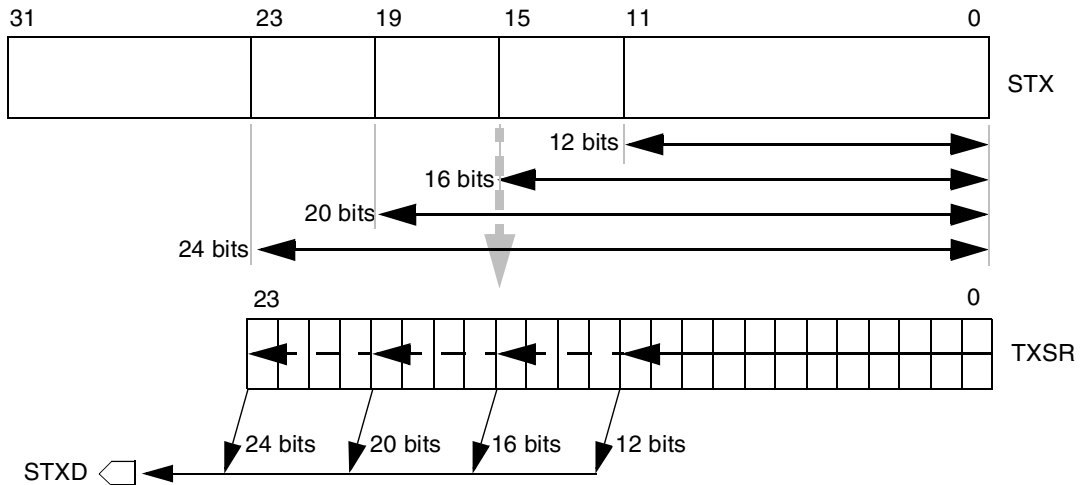 31 23 19 15 11 0
STX
12 bits
16 bits
20 bits
24 bits
23 0
TXSR
24 bits 20 bits 16 bits 12 bits
STXD